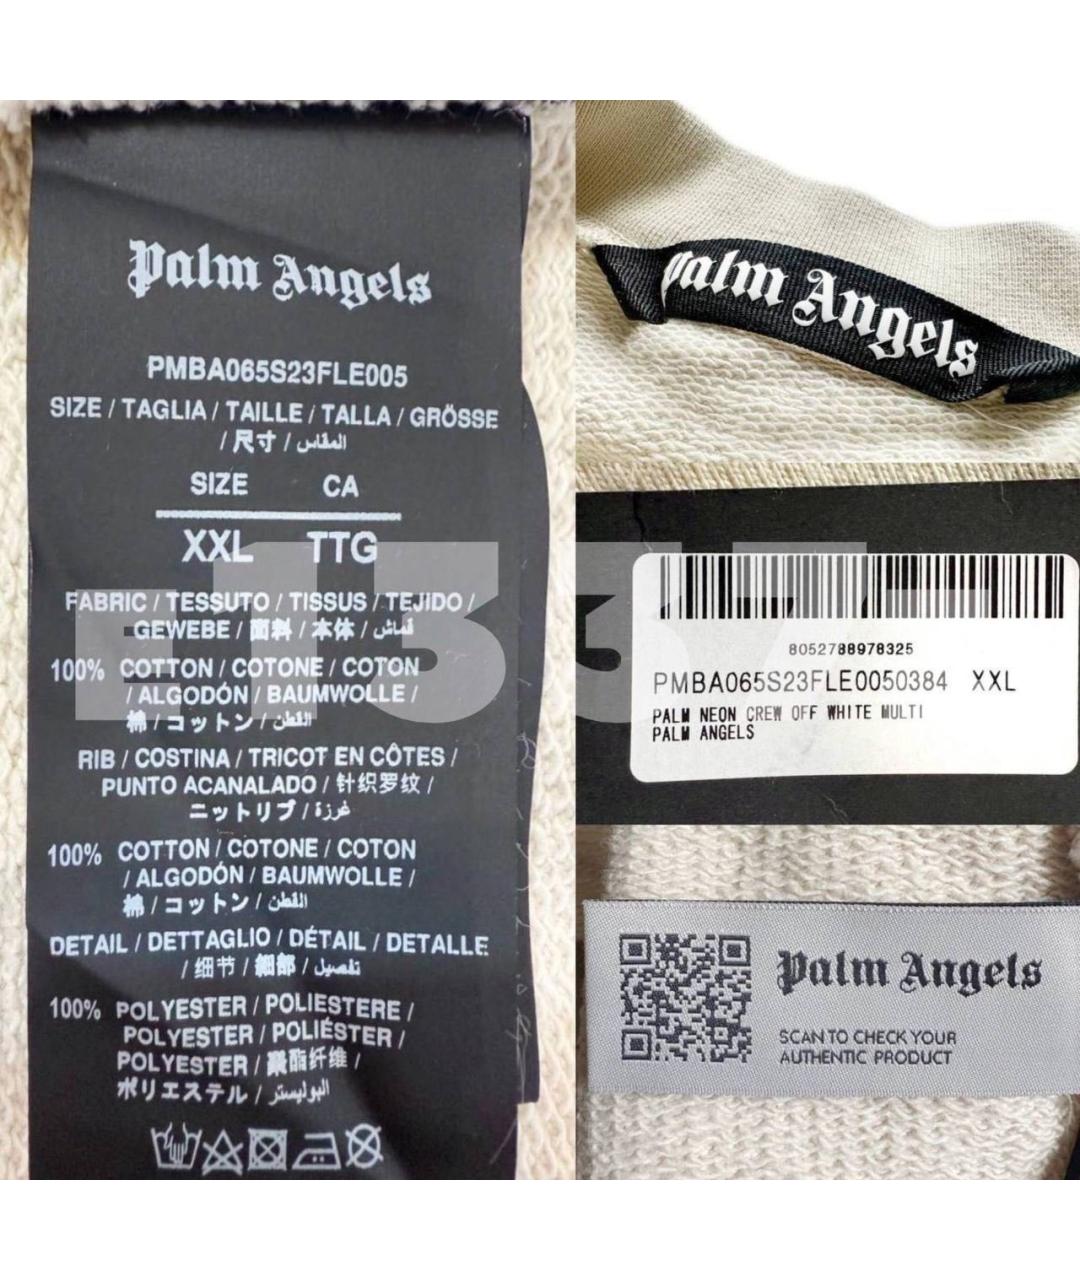 Palm Angels
PMBA065S23FLE005
SIZE / TAGLIA / TAILLE / TALLA / GRÖSSE
/ 尺寸 / المقاس
SIZE CA
XXL TTG
FABRIC / TESSUTO / TISSUS / TEJIDO /
GEWEBE / 面料 / 本体 / قماش
100% COTTON / COTONE / COTON
/ ALGODÓN / BAUMWOLLE /
棉 / コットン / القطن
RIB / COSTINA / TRICOT EN CÔTES /
PUNTO ACANALADO / 针织罗纹 /
ニットリブ / غرزة
100% COTTON / COTONE / COTON
/ ALGODÓN / BAUMWOLLE /
棉 / コットン / القطن
DETAIL / DETTAGLIO / DÉTAIL / DETALLE
/ 细节 / 細部 / تفصيل
100% POLYESTER / POLIESTERE /
POLYESTER / POLIÉSTER /
POLYESTER / 聚酯纤维 /
ポリエステル / البوليستر
Palm Angels
8052788978325
PMBA065S23FLE0050384 XXL
PALM NEON CREW OFF WHITE MULTI
PALM ANGELS
Palm Angels
SCAN TO CHECK YOUR
AUTHENTIC PRODUCT